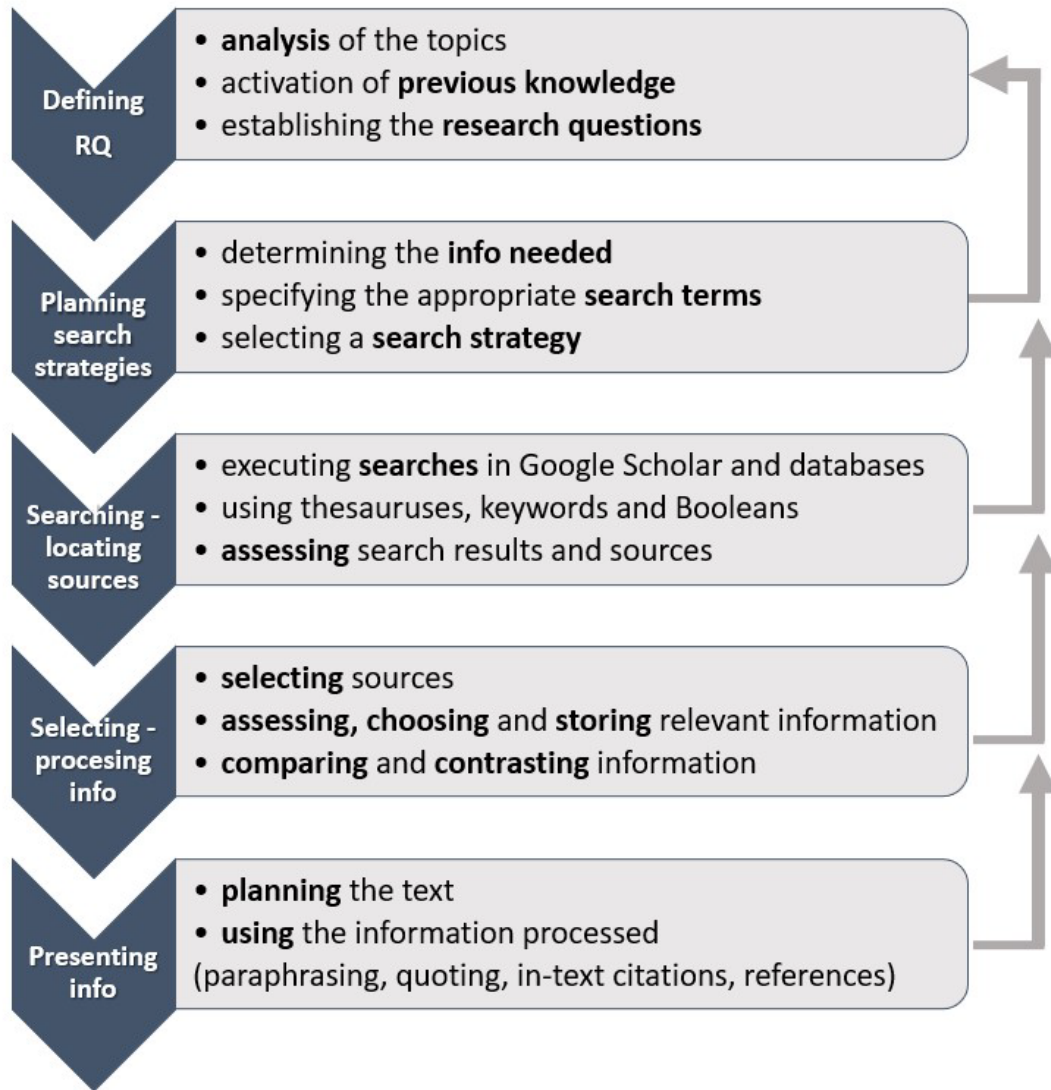 Defining
RQ
• analysis of the topics
• activation of previous knowledge
• establishing the research questions
Planning
search
strategies
• determining the info needed
• specifying the appropriate search terms
• selecting a search strategy
Searching -
locating
sources
• executing searches in Google Scholar and databases
• using thesauruses, keywords and Booleans
• assessing search results and sources
Selecting -
procesing
info
• selecting sources
• assessing, choosing and storing relevant information
• comparing and contrasting information
Presenting
info
• planning the text
• using the information processed
(paraphrasing, quoting, in-text citations, references)